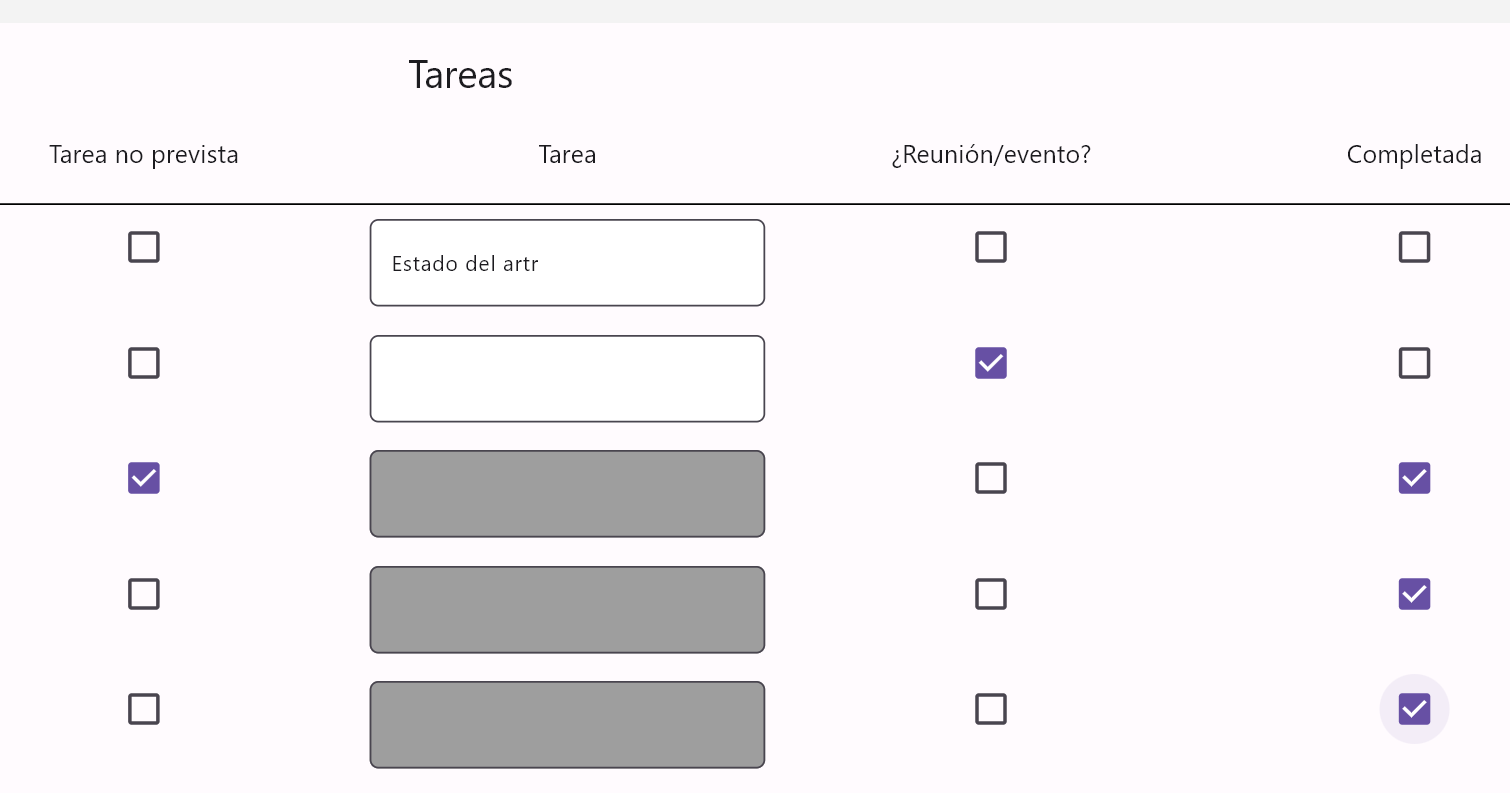 Tareas
Tarea no prevista Tarea ¿Reunión/evento? Completada
Estado del artr